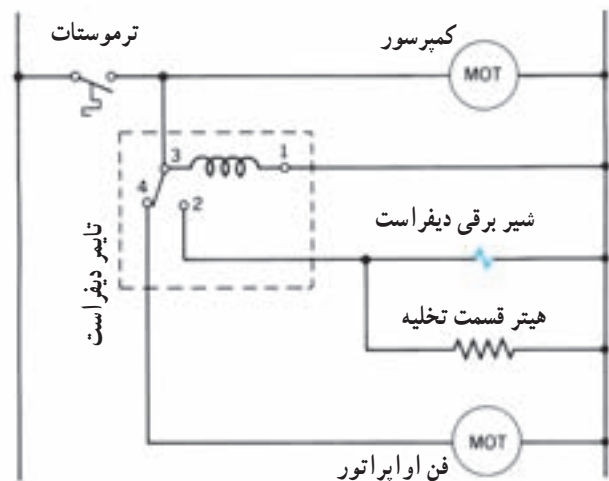 ترموستات
کمپرسور
MOT
3
1
4
2
تایمر دیفراست
شیر برقی دیفراست
هیتر قسمت تخلیه
MOT
فن اواپراتور